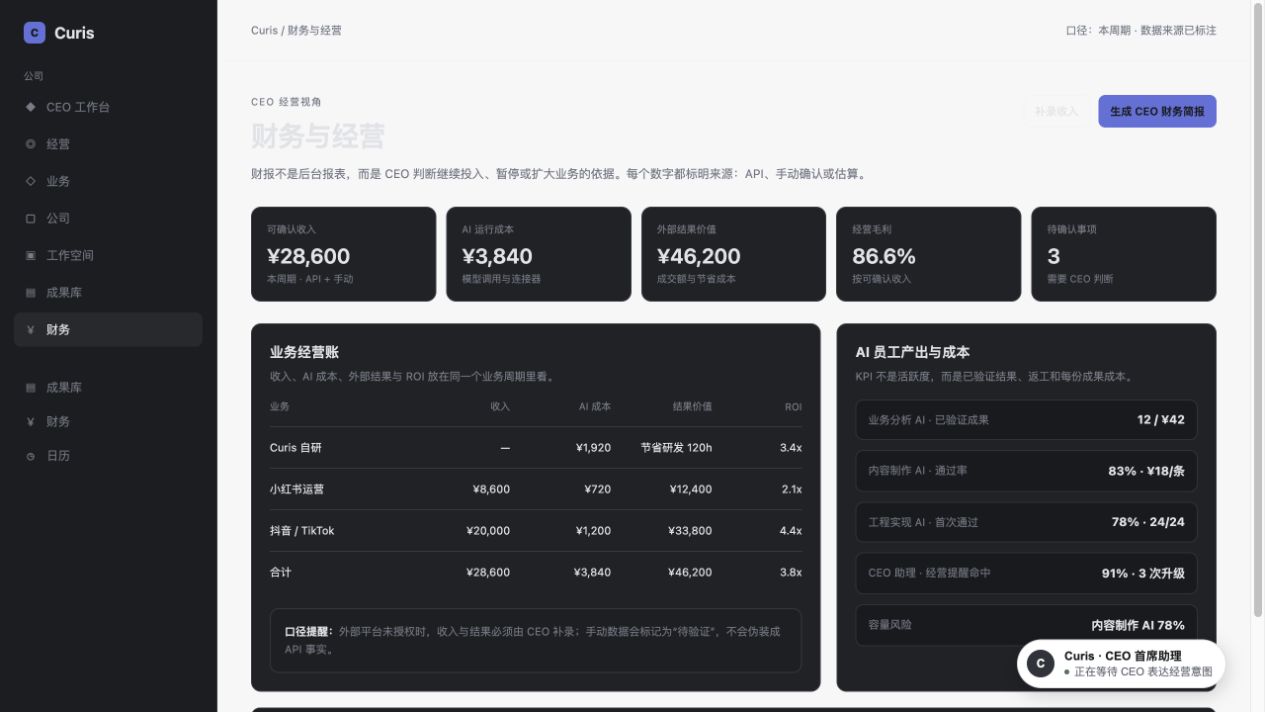 C Curis
公司
CEO 工作台
经营
业务
公司
工作空间
成果库
¥ 财务
成果库
¥ 财务
日历
Curis / 财务与经营
口径：本周期 · 数据来源已标注
CEO 经营视角
财务与经营
补录收入
生成 CEO 财务简报
财报不是后台报表，而是 CEO 判断继续投入、暂停或扩大业务的依据。每个数字都标明来源：API、手动确认或估算。
可确认收入
¥28,600
本周期 · API + 手动
AI 运行成本
¥3,840
模型调用与连接器
外部结果价值
¥46,200
成交额与节省成本
经营毛利
86.6%
按可确认收入
待确认事项
3
需要 CEO 判断
业务经营账
收入、AI 成本、外部结果与 ROI 放在同一个业务周期里看。
业务 收入 AI 成本 结果价值 ROI
Curis 自研 — ¥1,920 节省研发 120h 3.4x
小红书运营 ¥8,600 ¥720 ¥12,400 2.1x
抖音 / TikTok ¥20,000 ¥1,200 ¥33,800 4.4x
合计 ¥28,600 ¥3,840 ¥46,200 3.8x
口径提醒：外部平台未授权时，收入与结果必须由 CEO 补录；手动数据会标记为“待验证”，不会伪装成
API 事实。
AI 员工产出与成本
KPI 不是活跃度，而是已验证结果、返工和每份成果成本。
业务分析 AI · 已验证成果 12 / ¥42
内容制作 AI · 通过率 83% · ¥18/条
工程实现 AI · 首次通过 78% · 24/24
CEO 助理 · 经营提醒命中 91% · 3 次升级
容量风险 内容制作 AI 78%
C Curis · CEO 首席助理
正在等待 CEO 表达经营意图